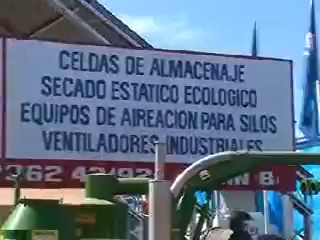 CELDAS DE ALMACENAJE
SECADO ESTATICO ECOLOGICO
EQUIPOS DE AIREACION PARA SILOS
VENTILADORES INDUSTRIALES